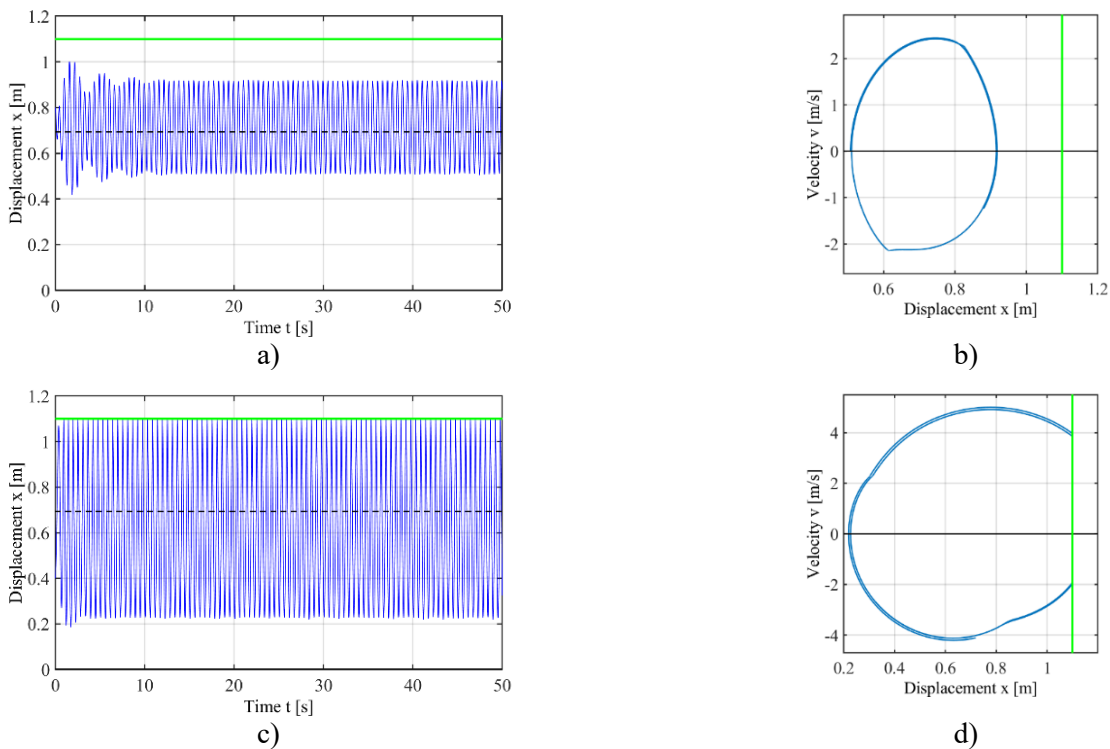 1.2
1
0.8
0.6
0.4
0.2
0
Displacement x [m]
0 10 20 30 40 50
Time t [s]
a)
2
1
0
-1
-2
Velocity v [m/s]
0.6 0.8 1 1.2
Displacement x [m]
b)
1.2
1
0.8
0.6
0.4
0.2
0
Displacement x [m]
0 10 20 30 40 50
Time t [s]
c)
4
2
0
-2
-4
Velocity v [m/s]
0.2 0.4 0.6 0.8 1
Displacement x [m]
d)